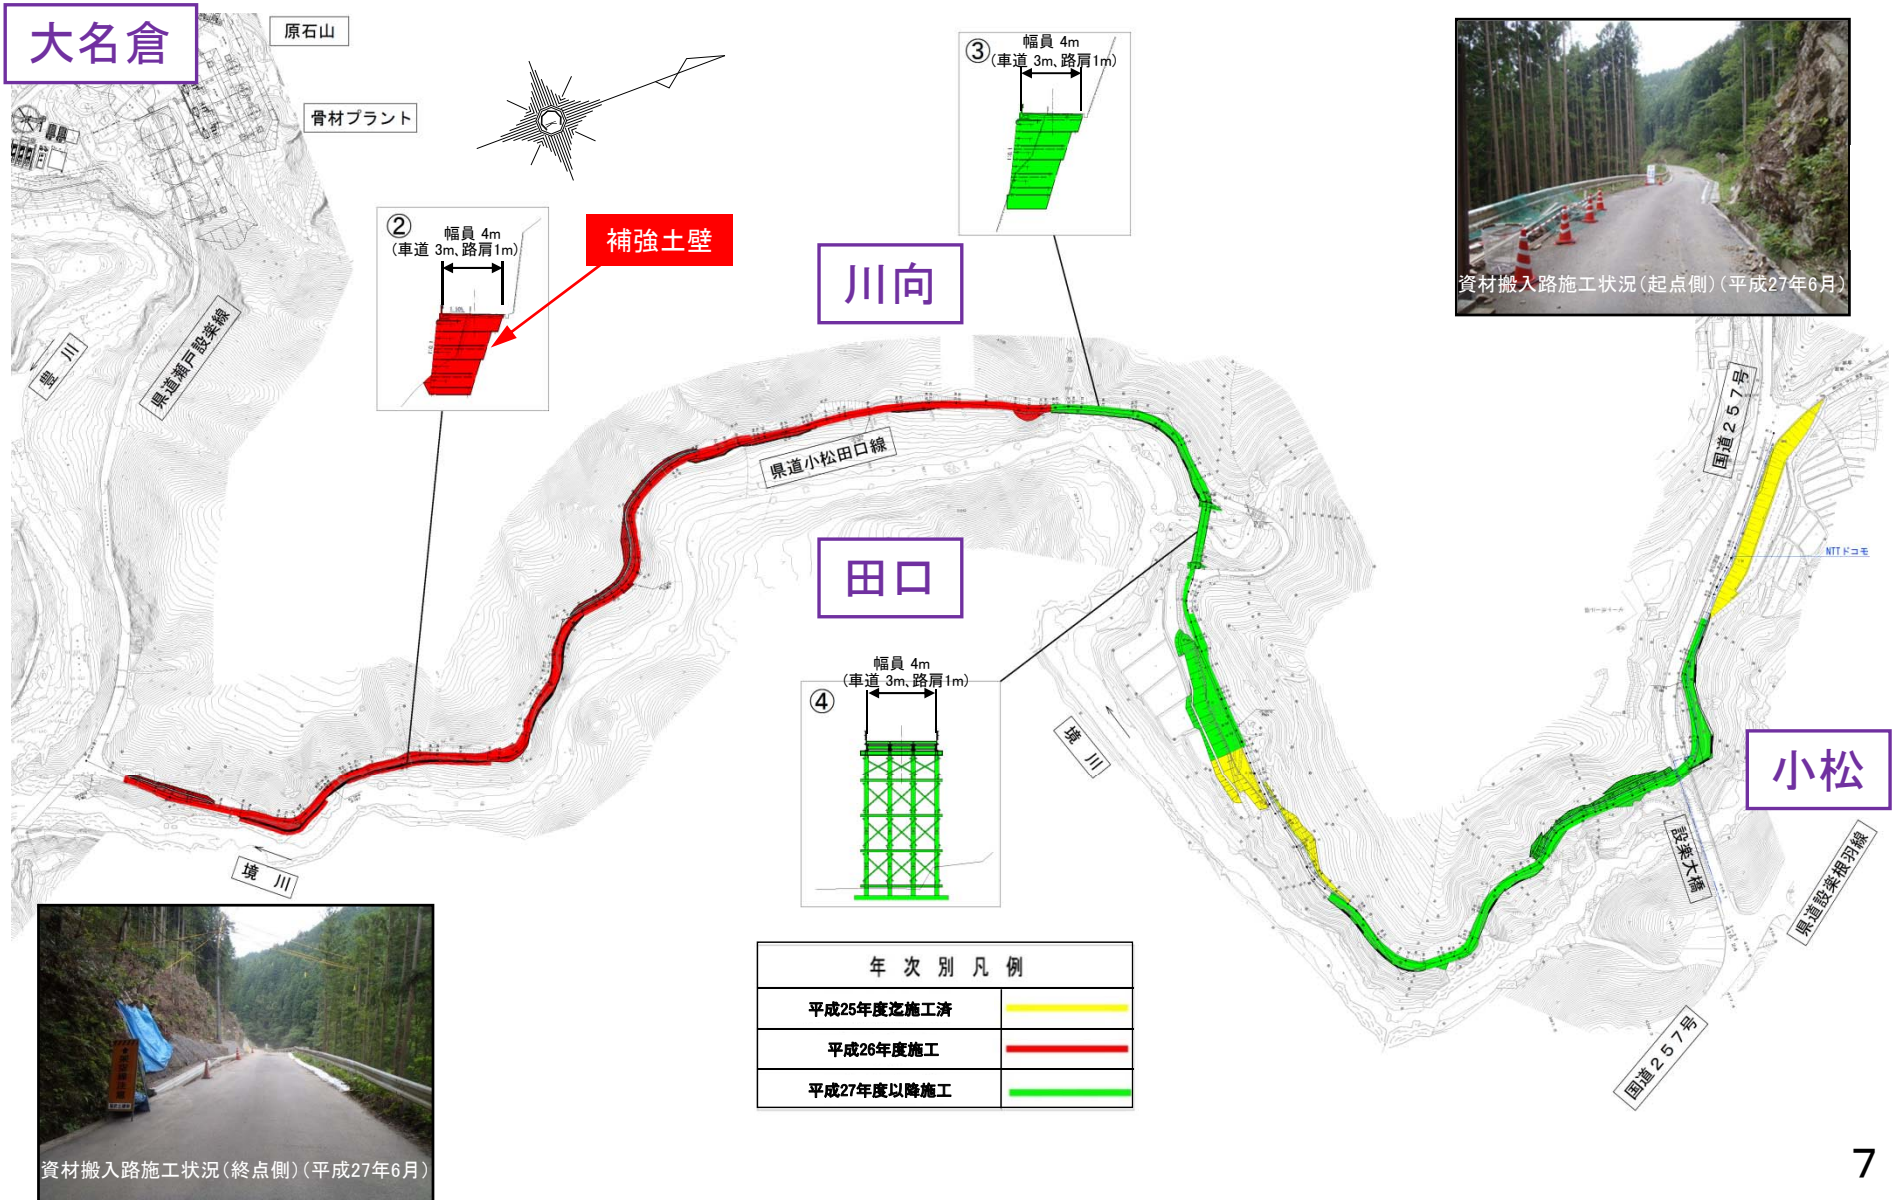 大名倉
原石山
骨材プラント
豊 川
県道瀬戸設楽線
②
幅員 4m
(車道 3m、路肩1m)
補強土壁
③
幅員 4m
(車道 3m、路肩1m)
川向
資材搬入路施工状況(起点側)(平成27年6月)
県道小松田口線
国道257号
NTTドコモ
田口
④
幅員 4m
(車道 3m、路肩1m)
境 川
小松
設楽大橋
県道設楽根羽線
国道257号
境 川
年 次 別 凡 例
平成25年度迄施工済
平成26年度施工
平成27年度以降施工
資材搬入路施工状況(終点側)(平成27年6月)
7